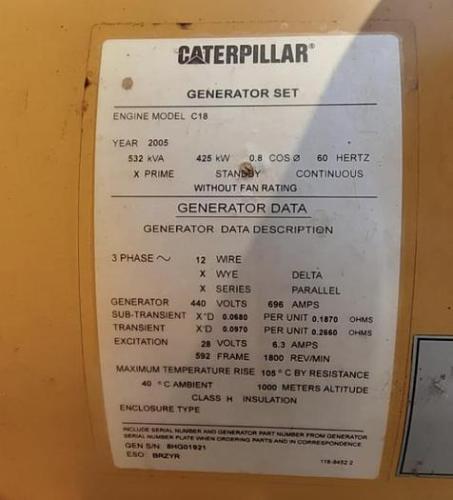 CATERPILLAR®
GENERATOR SET
ENGINE MODEL C18
YEAR 2005
532 kVA 425 kW 0.8 COS Ø 60 HERTZ
X PRIME STANDBY CONTINUOUS
WITHOUT FAN RATING
GENERATOR DATA
GENERATOR DATA DESCRIPTION
3 PHASE ~ 12 WIRE
X WYE DELTA
X SERIES PARALLEL
GENERATOR 440 VOLTS 696 AMPS
SUB-TRANSIENT X"D 0.0680 PER UNIT 0.1870 OHMS
TRANSIENT X'D 0.0970 PER UNIT 0.2660 OHMS
EXCITATION 28 VOLTS 6.3 AMPS
592 FRAME 1800 REV/MIN
MAXIMUM TEMPERATURE RISE 105 °C BY RESISTANCE
40 °C AMBIENT 1000 METERS ALTITUDE
CLASS H INSULATION
ENCLOSURE TYPE
INCLUDE SERIAL NUMBER AND GENERATOR PART NUMBER FROM GENERATOR
SERIAL NUMBER PLATE WHEN ORDERING PARTS AND IN CORRESPONDENCE.
GEN S/N: 8HG01921
ESO: BRZYR
118-8452 2